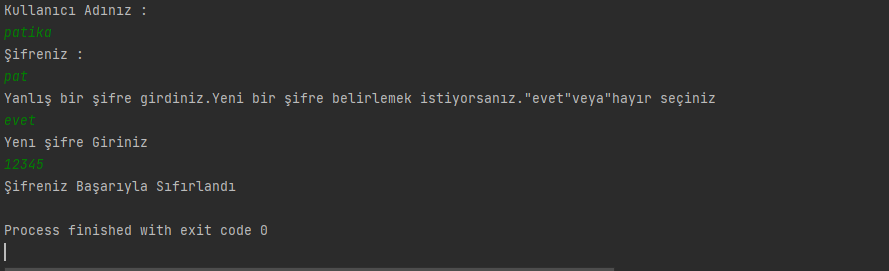 Kullanıcı Adınız :
patika
Şifreniz :
pat
Yanlış bir şifre girdiniz.Yeni bir şifre belirlemek istiyorsanız."evet"veya"hayır seçiniz
evet
Yenı şifre Giriniz
12345
Şifreniz Başarıyla Sıfırlandı
Process finished with exit code 0